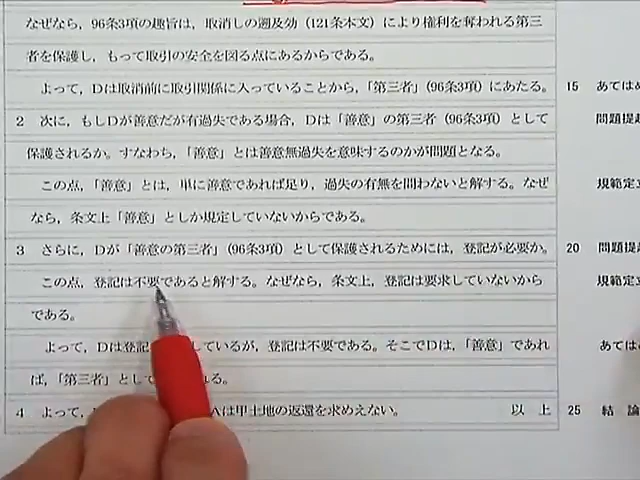 なぜなら，96条3項の趣旨は，取消しの遡及効（121条本文）により権利を奪われる第三
者を保護し，もって取引の安全を図る点にあるからである。
よって，Dは取消前に取引関係に入っていることから，「第三者」（96条3項）にあたる。 15 あてはめ
2 次に，もしDが善意だが有過失である場合，Dは「善意」の第三者（96条3項）として 問題提
保護されるか。すなわち，「善意」とは善意無過失を意味するのかが問題となる。
この点，「善意」とは，単に善意であれば足り，過失の有無を問わないと解する。なぜ 規範定
なら，条文上「善意」としか規定していないからである。
3 さらに，Dが「善意の第三者」（96条3項）として保護されるためには，登記が必要か。 20 問題提
この点，登記は不要であると解する。なぜなら，条文上，登記は要求していないから 規範定
である。
よって，Dは登記 しているが，登記は不要である。そこでDは，「善意」であれ あては
ば，「第三者」として る。
4 よって， Aは甲土地の返還を求めえない。 以 上 25 結 論